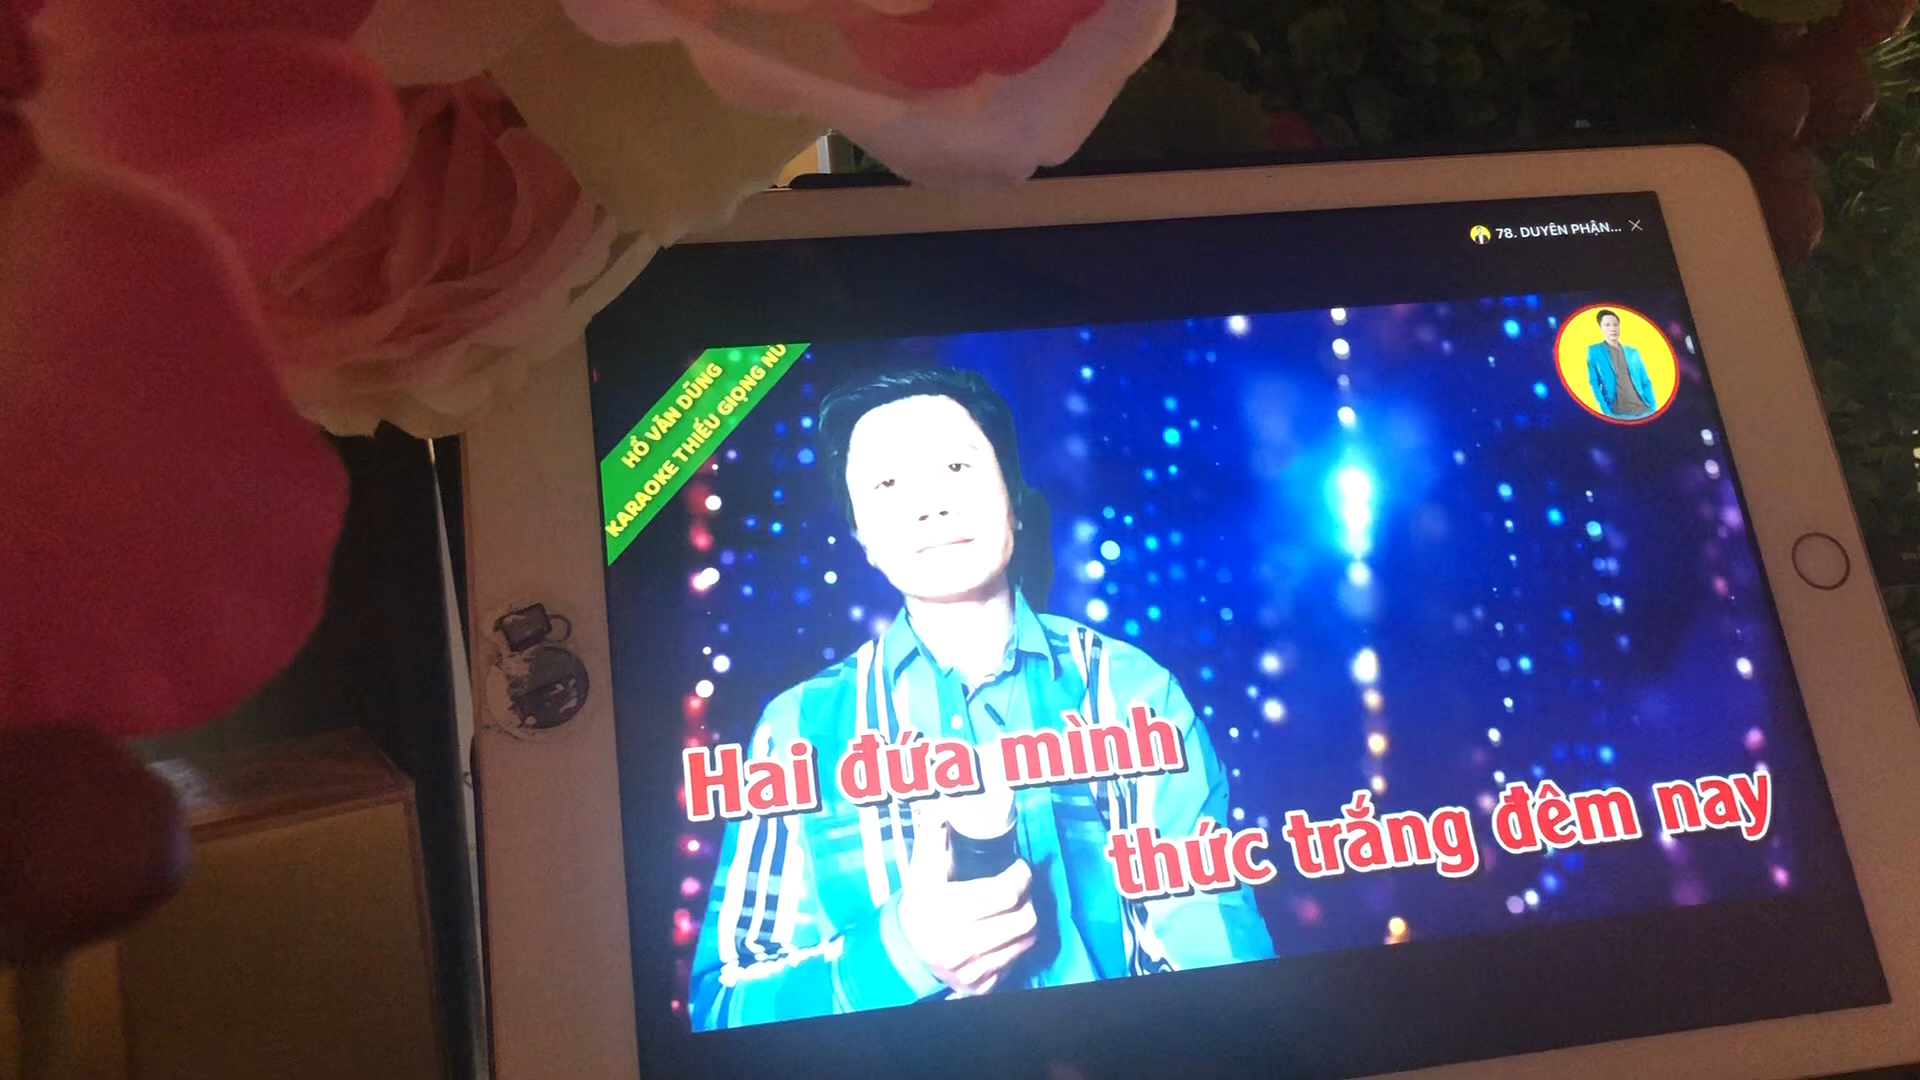 78. DUYÊN PHẬN...
HỒ VĂN DŨNG
KARAOKE THIẾU GIỌNG NỮ
Hai đứa mình
thức trắng đêm nay